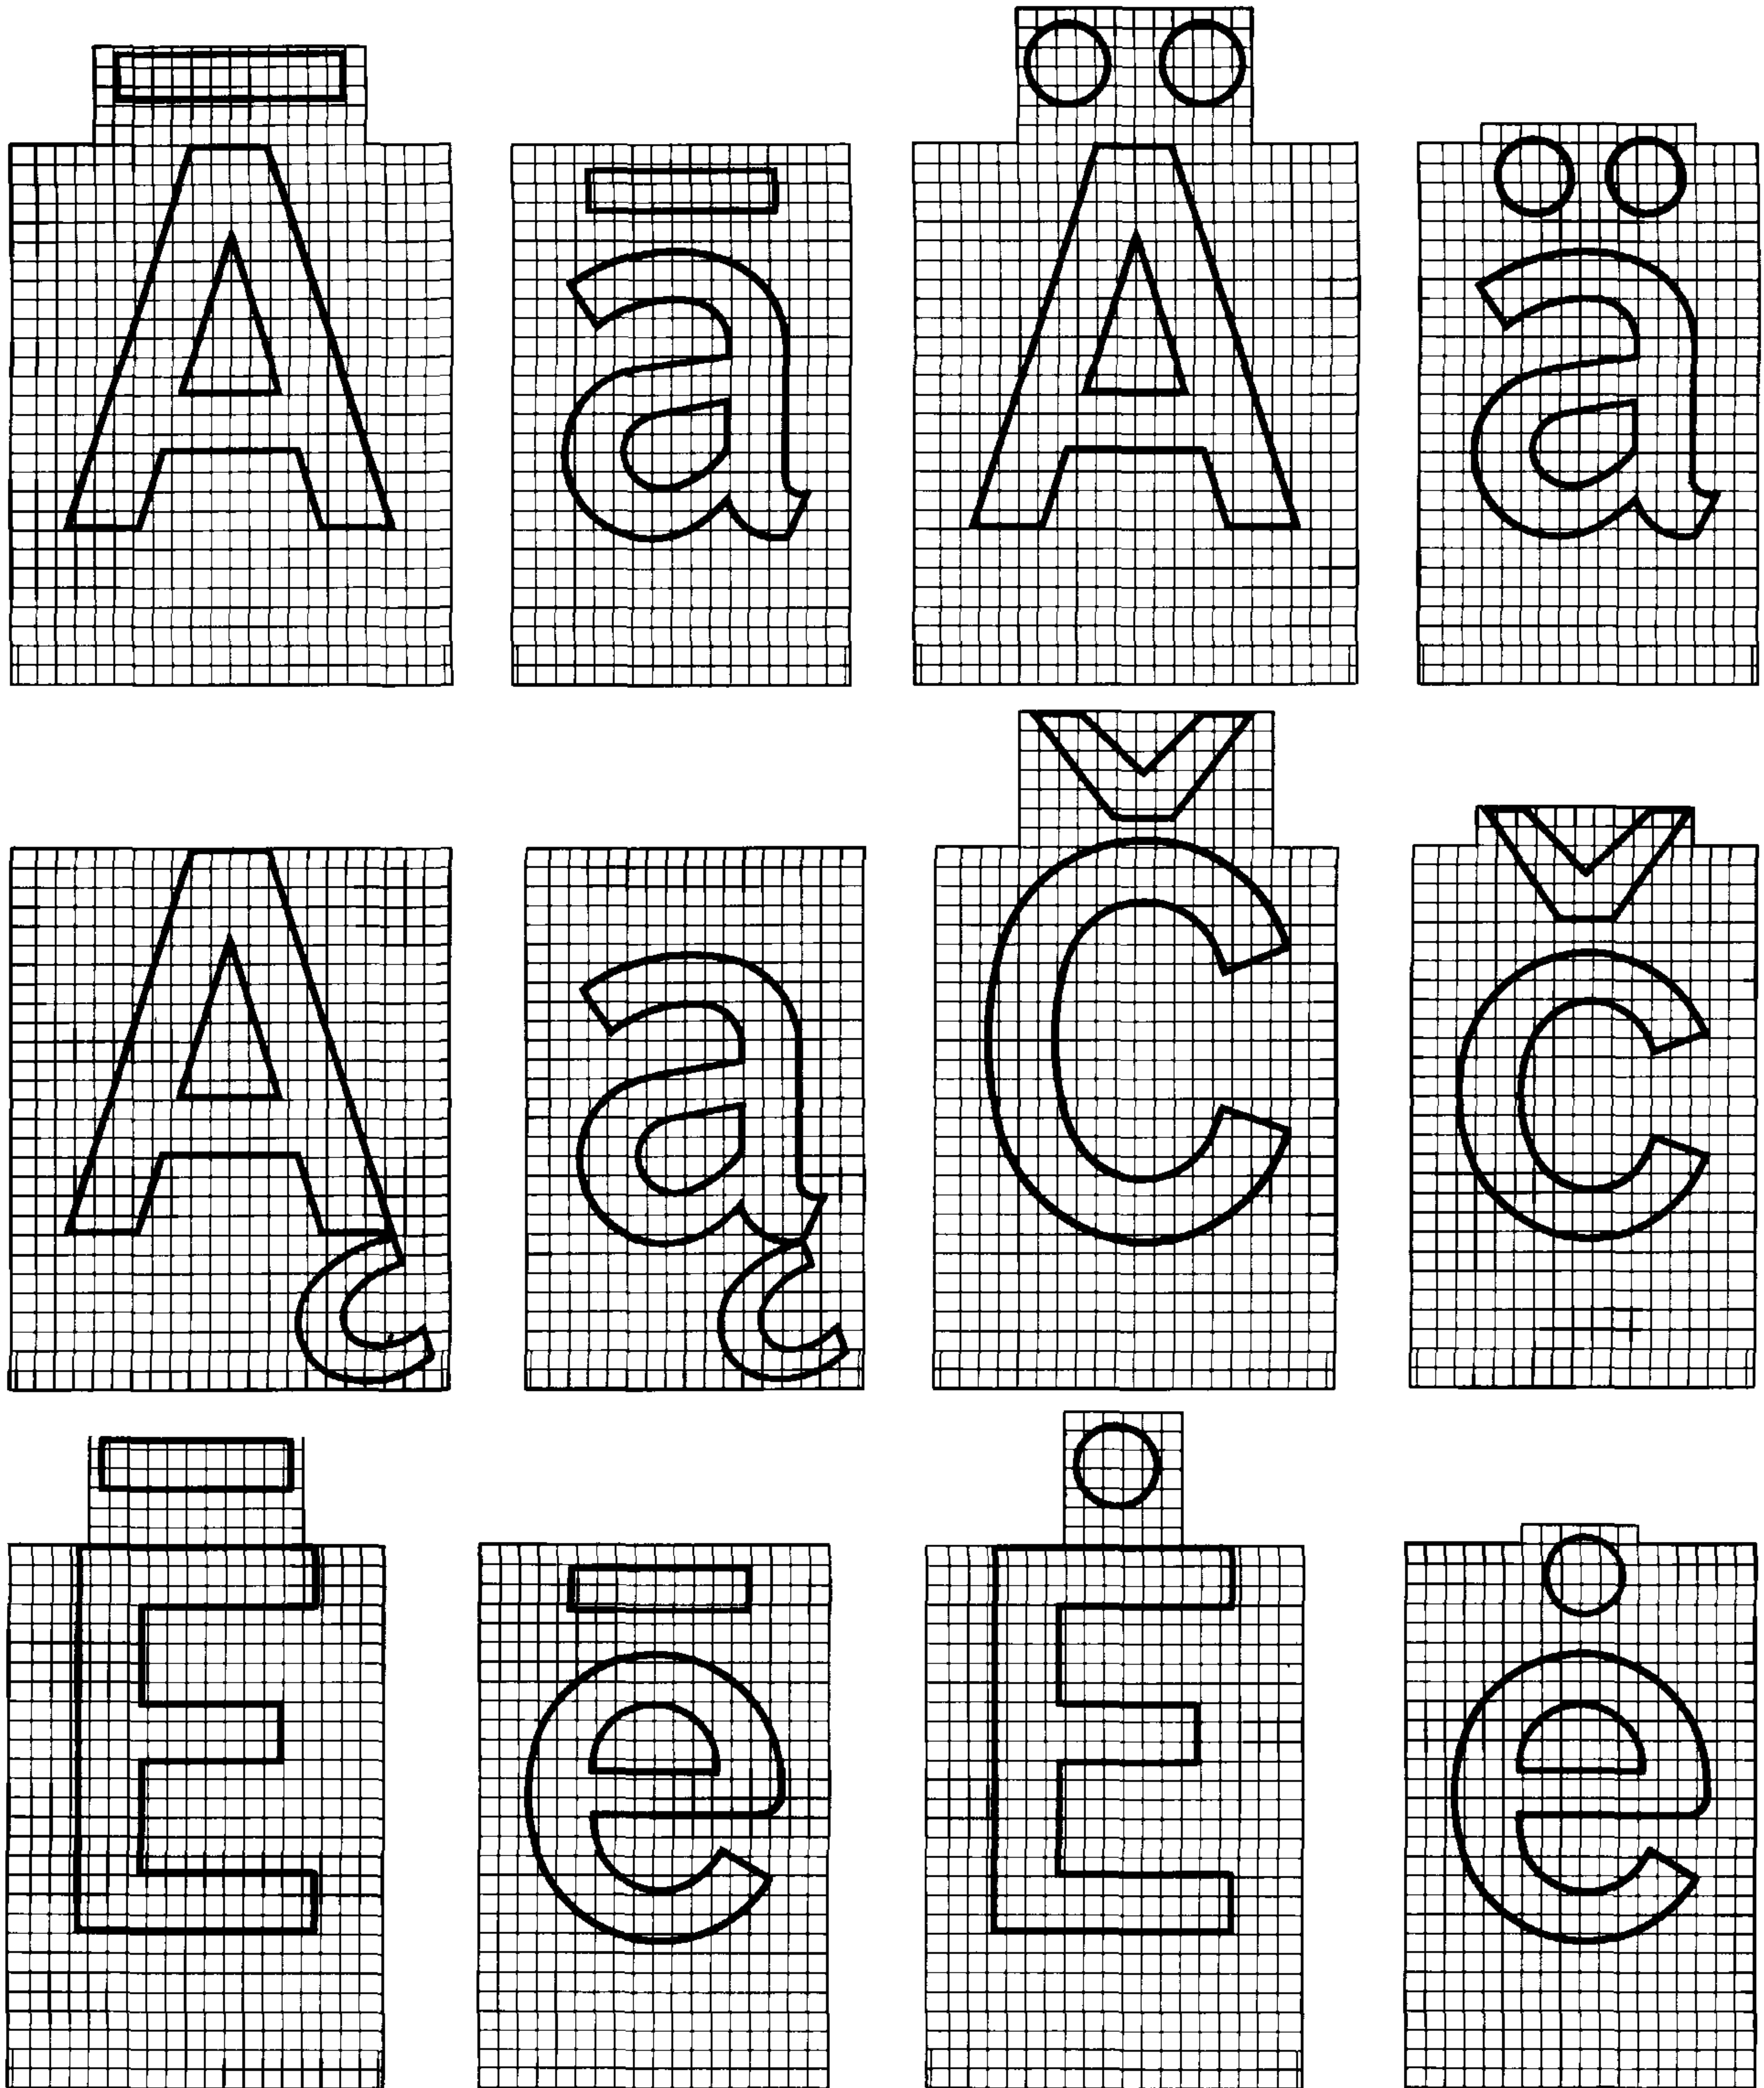 Ā ā Ä ä
Ą ą Č č
Ē ē Ė ė